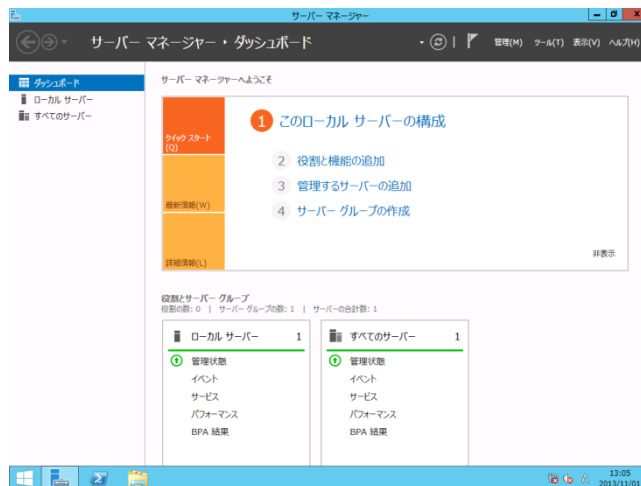 サーバー マネージャー
サーバー マネージャー ・ ダッシュボード
管理(M) ツール(T) 表示(V) ヘルプ(H)
ダッシュボード
ローカル サーバー
すべてのサーバー
サーバー マネージャーへようこそ
クイック スタート
(Q)
最新情報(W)
詳細情報(L)
1 このローカル サーバーの構成
2 役割と機能の追加
3 管理するサーバーの追加
4 サーバー グループの作成
非表示
役割とサーバー グループ
役割の数: 0 | サーバー グループの数: 1 | サーバーの合計数: 1
ローカル サーバー 1
管理状態
イベント
サービス
パフォーマンス
BPA 結果
すべてのサーバー 1
管理状態
イベント
サービス
パフォーマンス
BPA 結果
A 13:05
2013/11/01